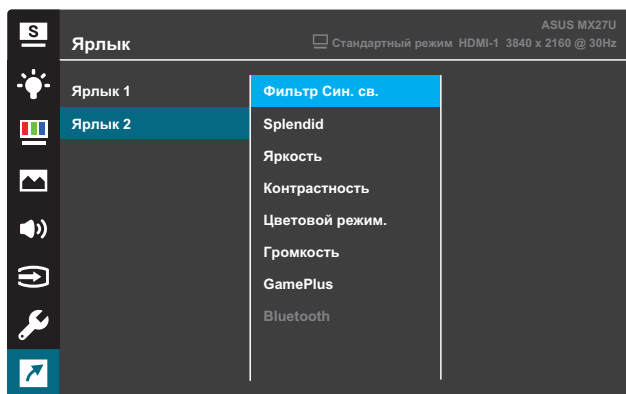 S
ASUS MX27U
Ярлык
Стандартный режим HDMI-1 3840 x 2160 @ 30Hz
Ярлык 1
Фильтр Син. св.
Ярлык 2
Splendid
Яркость
Контрастность
Цветовой режим.
Громкость
GamePlus
Bluetooth